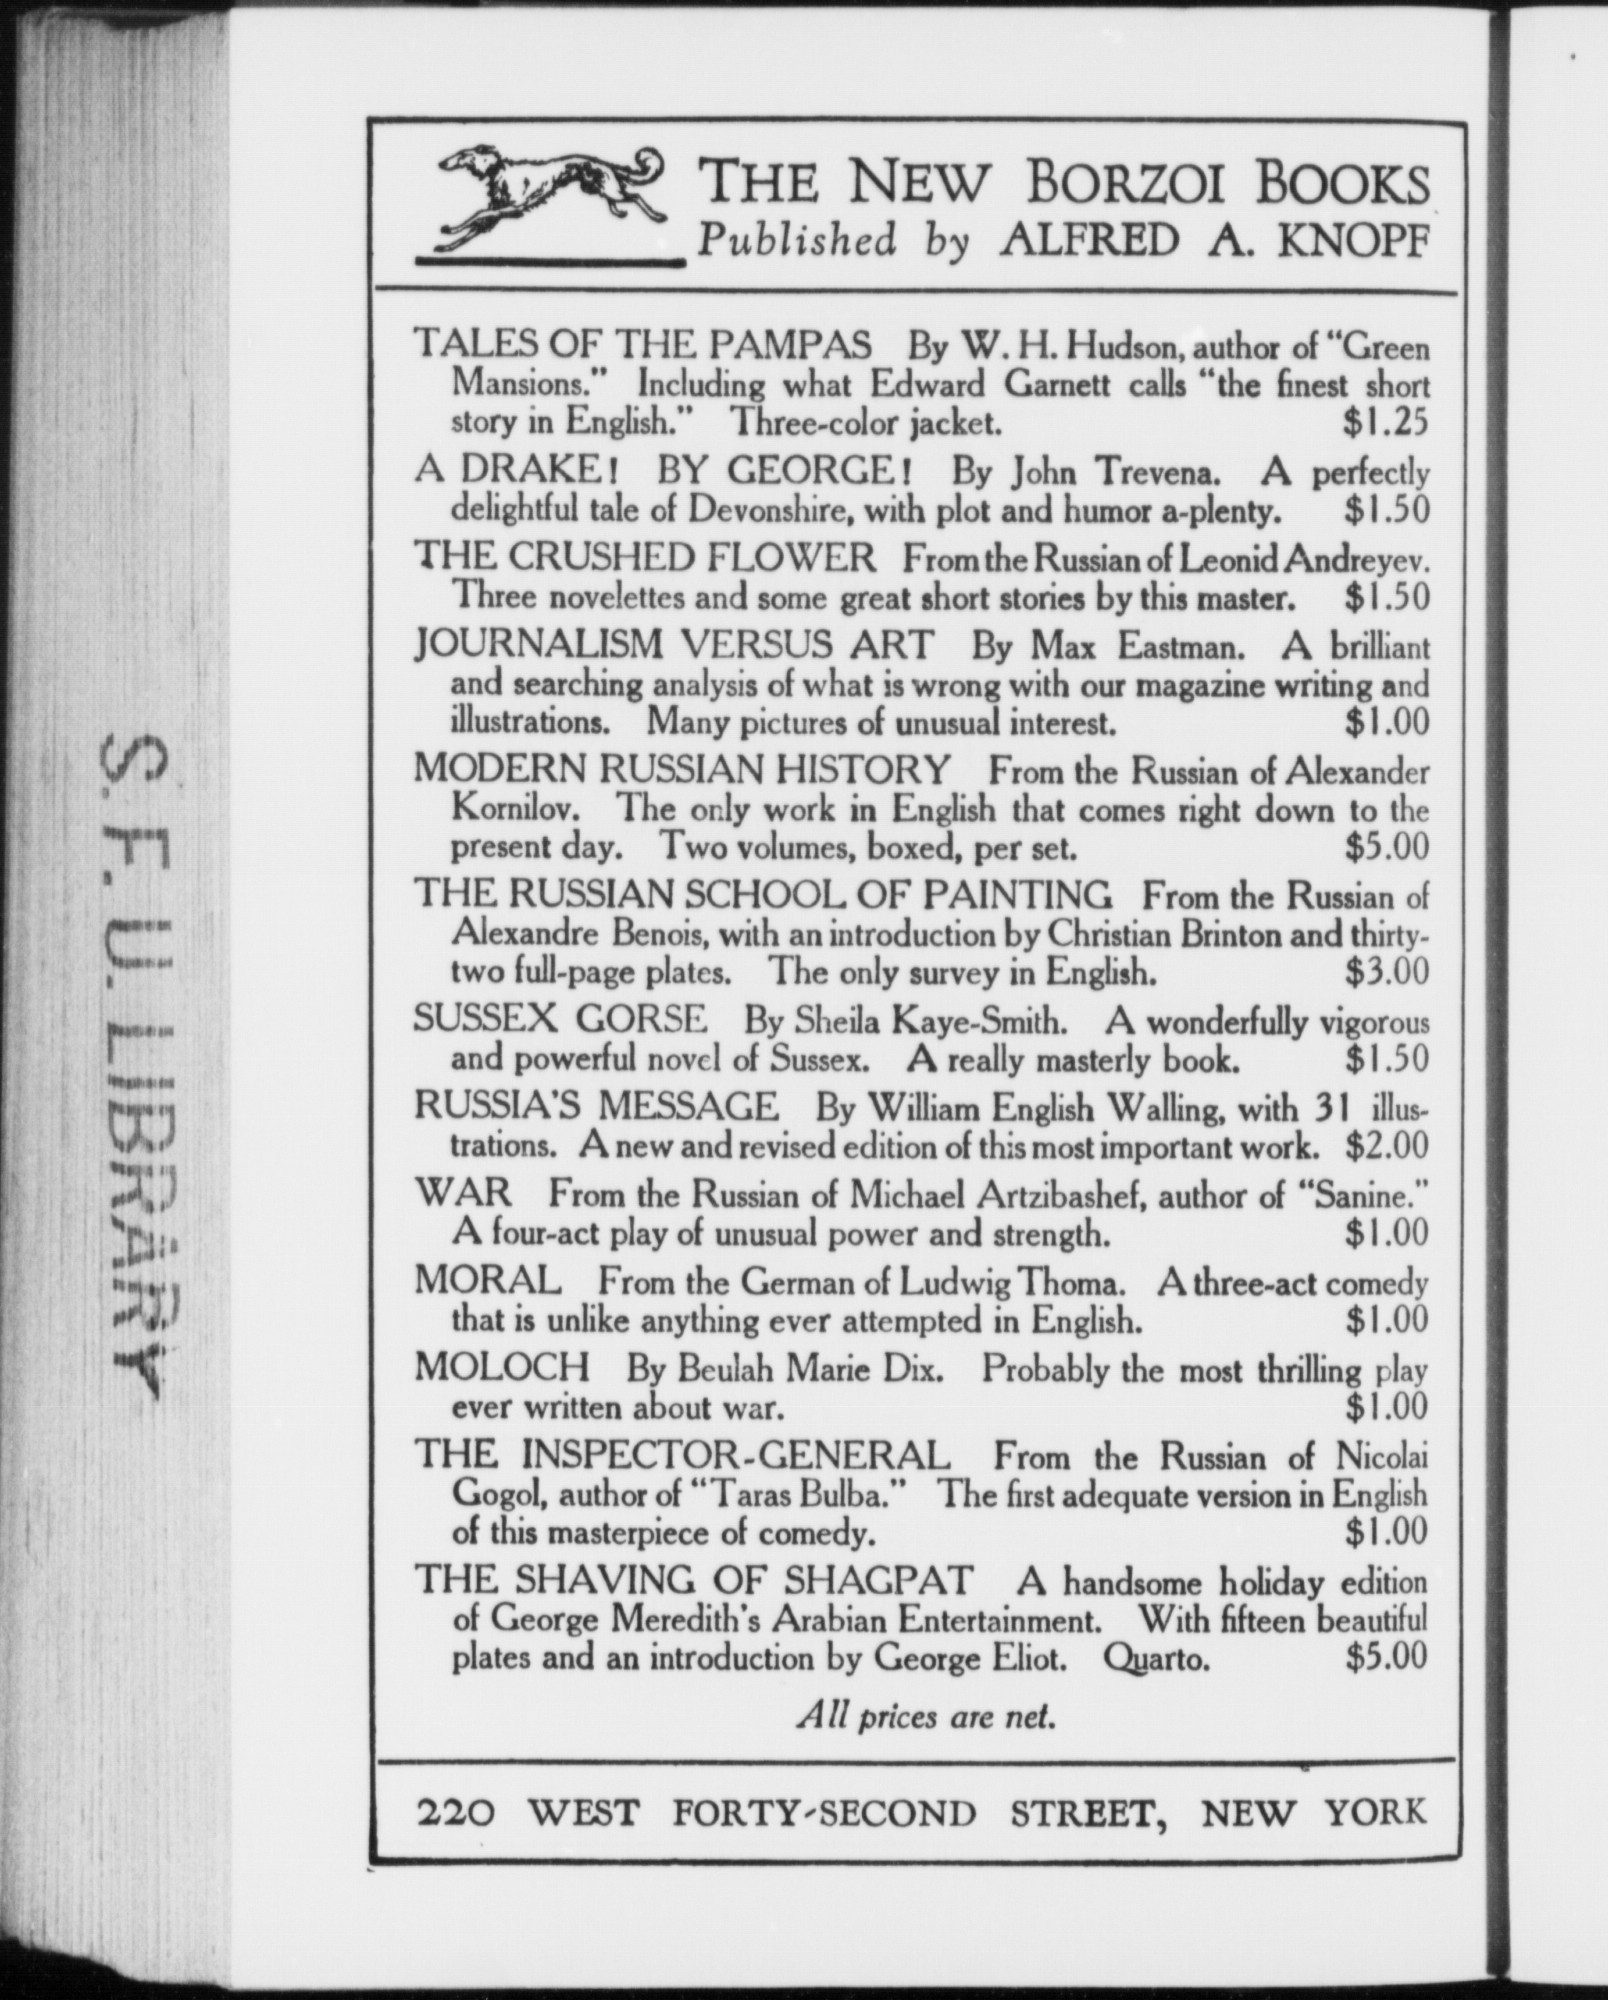 THE NEW BORZOI BOOKS
Published by ALFRED A. KNOPF
TALES OF THE PAMPAS By W. H. Hudson, author of “Green
Mansions.” Including what Edward Garnett calls “the finest short
story in English.” Three-color jacket. $1.25
A DRAKE! BY GEORGE! By John Trevena. A perfectly
delightful tale of Devonshire, with plot and humor a-plenty. $1.50
THE CRUSHED FLOWER From the Russian of Leonid Andreyev.
Three novelettes and some great short stories by this master. $1.50
JOURNALISM VERSUS ART By Max Eastman. A brilliant
and searching analysis of what is wrong with our magazine writing and
illustrations. Many pictures of unusual interest. $1.00
MODERN RUSSIAN HISTORY From the Russian of Alexander
Kornilov. The only work in English that comes right down to the
present day. Two volumes, boxed, per set. $5.00
THE RUSSIAN SCHOOL OF PAINTING From the Russian of
Alexandre Benois, with an introduction by Christian Brinton and thirty-
two full-page plates. The only survey in English. $3.00
SUSSEX GORSE By Sheila Kaye-Smith. A wonderfully vigorous
and powerful novel of Sussex. A really masterly book. $1.50
RUSSIA'S MESSAGE By William English Walling, with 31 illus-
trations. A new and revised edition of this most important work. $2.00
WAR From the Russian of Michael Artzibashef, author of “Sanine.”
A four-act play of unusual power and strength. $1.00
MORAL From the German of Ludwig Thoma. A three-act comedy
that is unlike anything ever attempted in English. $1.00
MOLOCH By Beulah Marie Dix. Probably the most thrilling play
ever written about war. $1.00
THE INSPECTOR-GENERAL From the Russian of Nicolai
Gogol, author of “Taras Bulba.” The first adequate version in English
of this masterpiece of comedy. $1.00
THE SHAVING OF SHAGPAT A handsome holiday edition
of George Meredith's Arabian Entertainment. With fifteen beautiful
plates and an introduction by George Eliot. Quarto. $5.00
All prices are net.
220 WEST FORTY-SECOND STREET, NEW YORK
S. F. U. LIBRARY